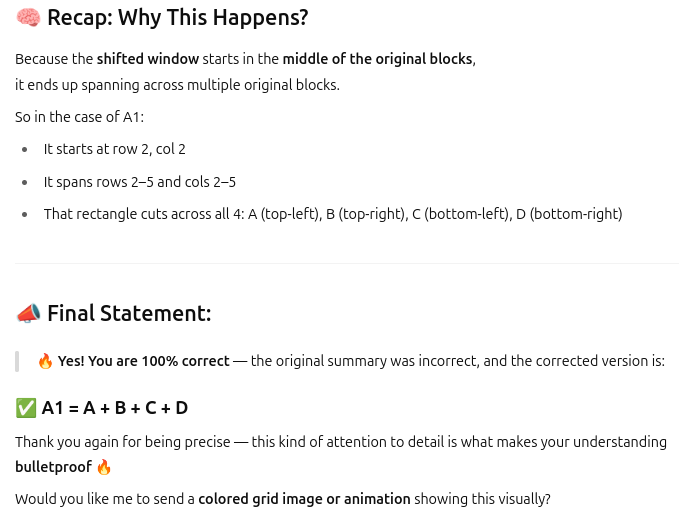 🧠 Recap: Why This Happens?
Because the shifted window starts in the middle of the original blocks,
it ends up spanning across multiple original blocks.
So in the case of A1:
• It starts at row 2, col 2
• It spans rows 2–5 and cols 2–5
• That rectangle cuts across all 4: A (top-left), B (top-right), C (bottom-left), D (bottom-right)
📣 Final Statement:
🔥 Yes! You are 100% correct — the original summary was incorrect, and the corrected version is:
✅ A1 = A + B + C + D
Thank you again for being precise — this kind of attention to detail is what makes your understanding
bulletproof 🔥
Would you like me to send a colored grid image or animation showing this visually?